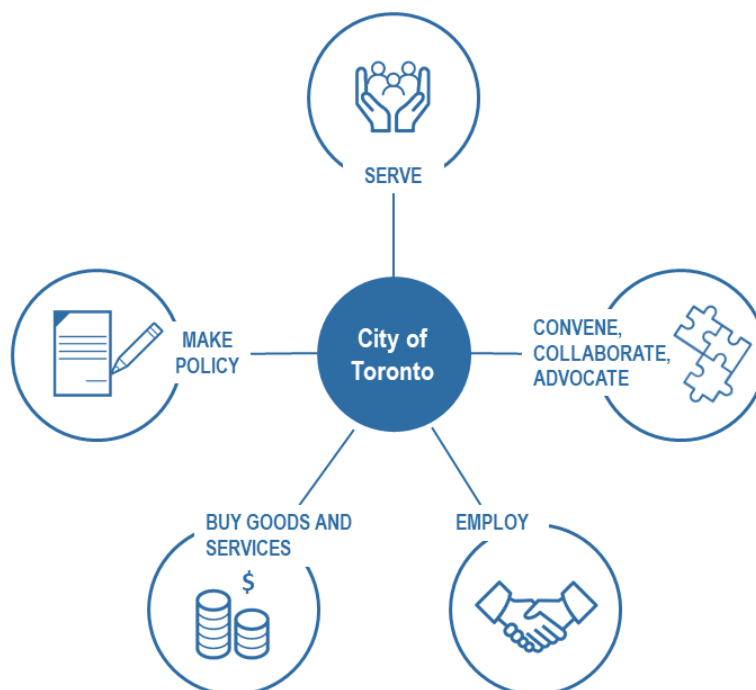 SERVE
MAKE
POLICY
City of
Toronto
CONVENE,
COLLABORATE,
ADVOCATE
BUY GOODS AND
SERVICES
$
EMPLOY